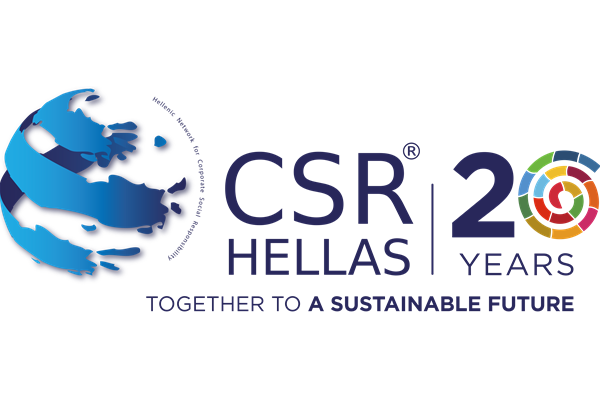 Hellenic Network for Corporate Social Responsibility
CSR®
HELLAS
20
YEARS
TOGETHER TO A SUSTAINABLE FUTURE